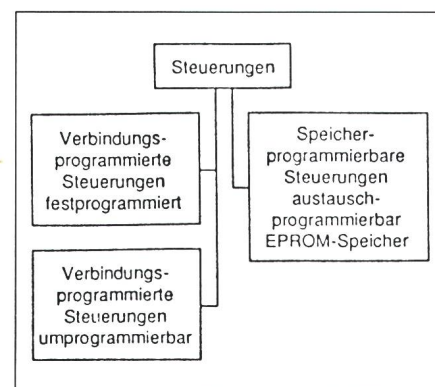 Steuerungen
Verbindungs-
programmierte
Steuerungen
festprogrammiert
Speicher-
programmierbare
Steuerungen
austausch-
programmierbar
EPROM-Speicher
Verbindungs-
programmierte
Steuerungen
umprogrammierbar